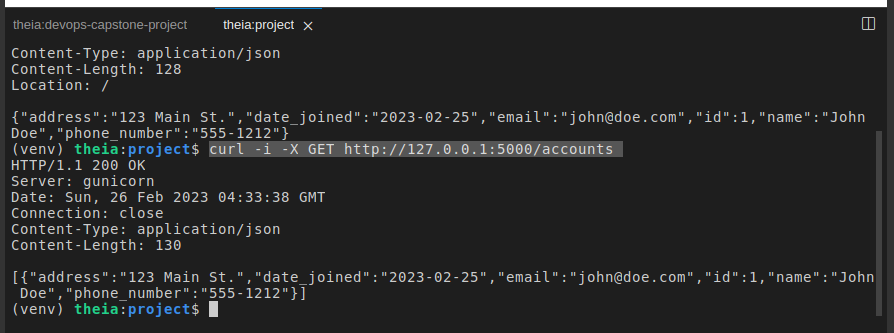 theia:devops-capstone-project theia:project ×
Content-Type: application/json
Content-Length: 128
Location: /
{"address":"123 Main St.","date_joined":"2023-02-25","email":"john@doe.com","id":1,"name":"John
Doe","phone_number":"555-1212"}
(venv) theia:project$ curl -i -X GET http://127.0.0.1:5000/accounts
HTTP/1.1 200 OK
Server: gunicorn
Date: Sun, 26 Feb 2023 04:33:38 GMT
Connection: close
Content-Type: application/json
Content-Length: 130
[{"address":"123 Main St.","date_joined":"2023-02-25","email":"john@doe.com","id":1,"name":"John
Doe","phone_number":"555-1212"}]
(venv) theia:project$